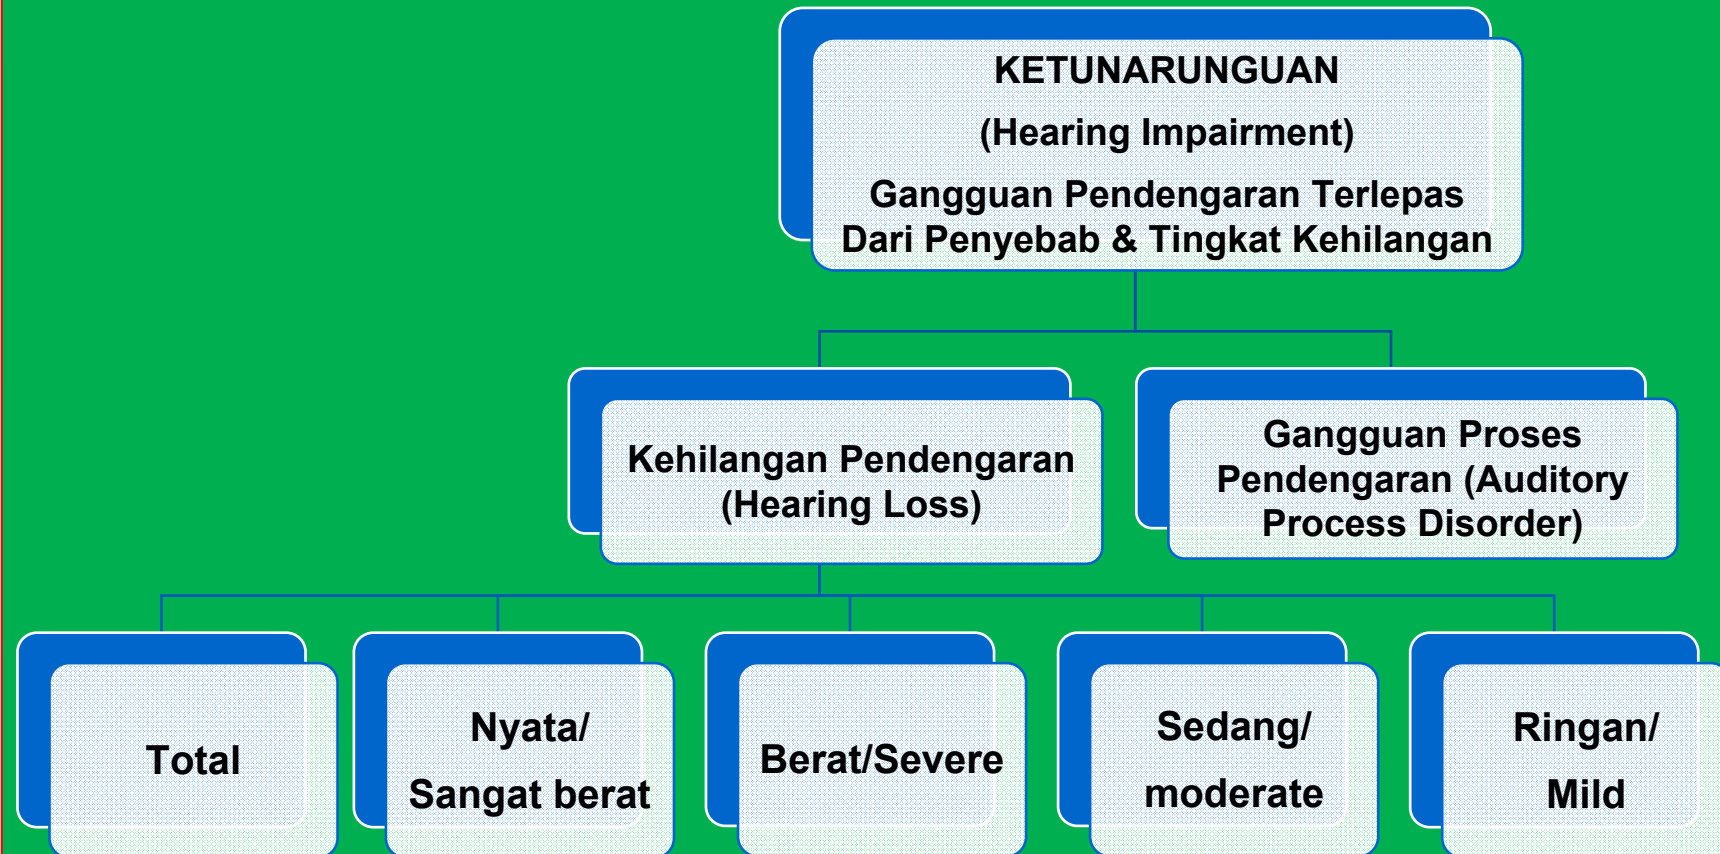 KETUNARUNGUAN
(Hearing Impairment)
Gangguan Pendengaran Terlepas
Dari Penyebab & Tingkat Kehilangan
Kehilangan Pendengaran
(Hearing Loss)
Gangguan Proses
Pendengaran (Auditory
Process Disorder)
Total
Nyata/
Sangat berat
Berat/Severe
Sedang/
moderate
Ringan/
Mild